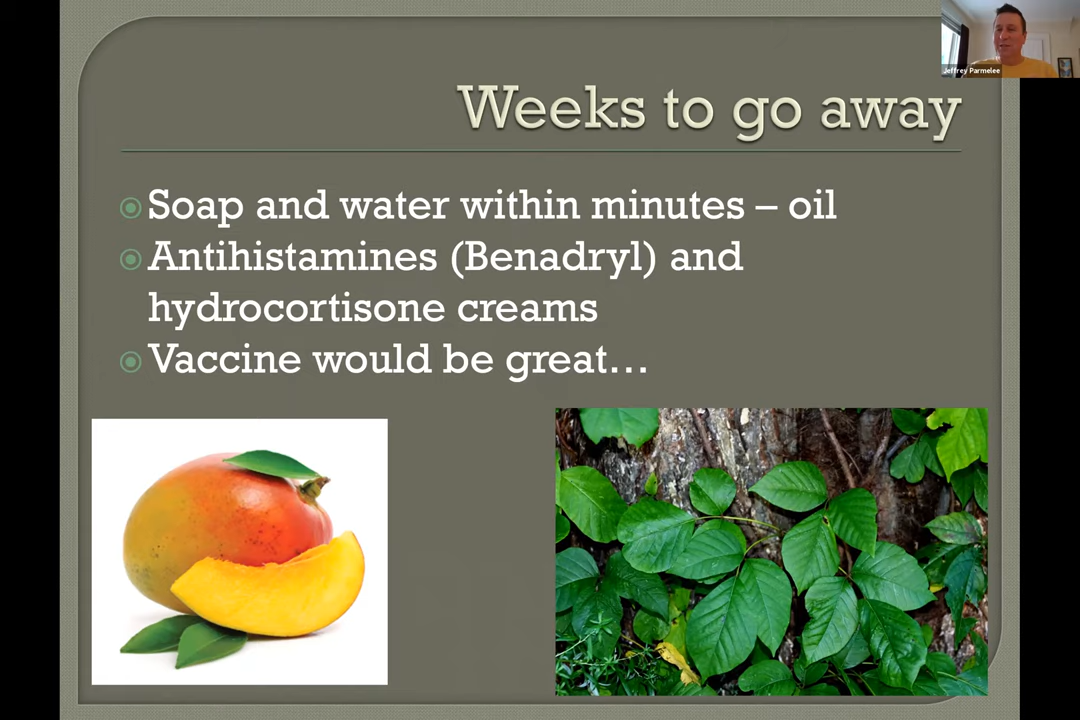 Jeffrey Parmelee
Weeks to go away
Soap and water within minutes – oil
Antihistamines (Benadryl) and
hydrocortisone creams
Vaccine would be great…